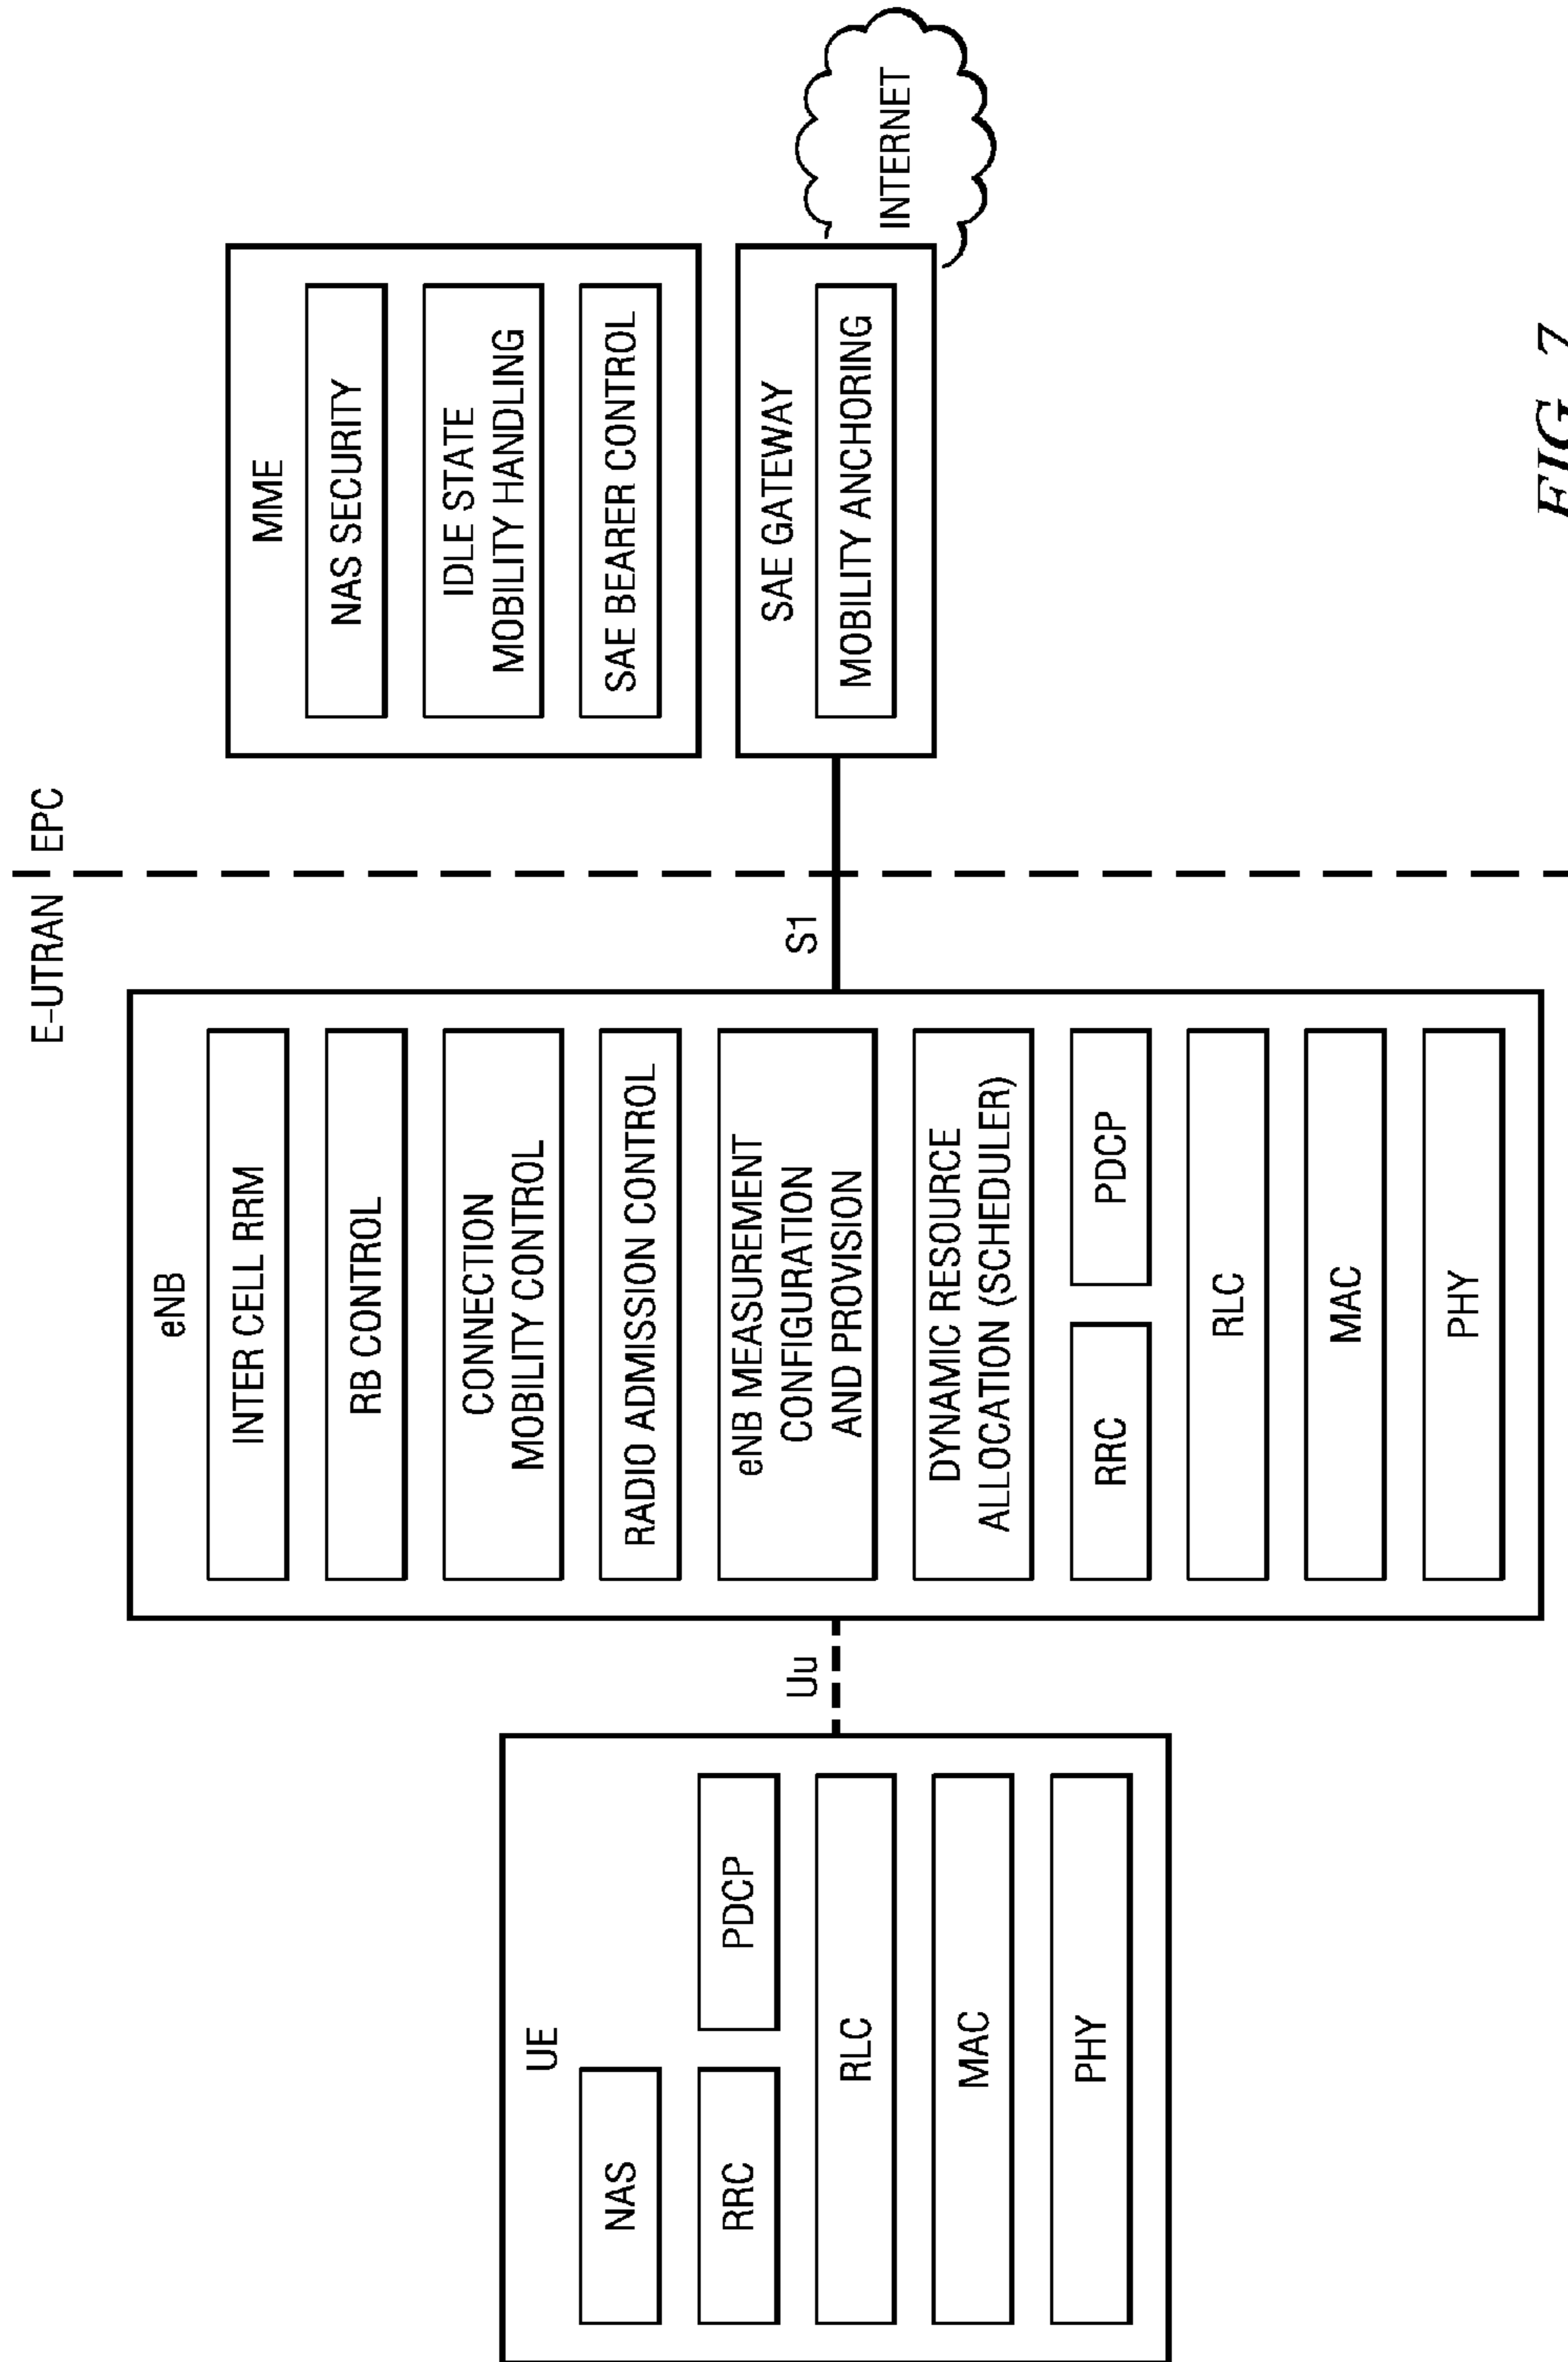 E-UTRAN
EPC
UE
NAS
RRC
PDCP
RLC
MAC
PHY
Uu
eNB
INTER CELL RRM
RB CONTROL
CONNECTION
MOBILITY CONTROL
RADIO ADMISSION CONTROL
eNB MEASUREMENT
CONFIGURATION
AND PROVISION
DYNAMIC RESOURCE
ALLOCATION (SCHEDULER)
RRC
PDCP
RLC
MAC
PHY
S1
MME
NAS SECURITY
IDLE STATE
MOBILITY HANDLING
SAE BEARER CONTROL
SAE GATEWAY
MOBILITY ANCHORING
INTERNET
FIG. 7